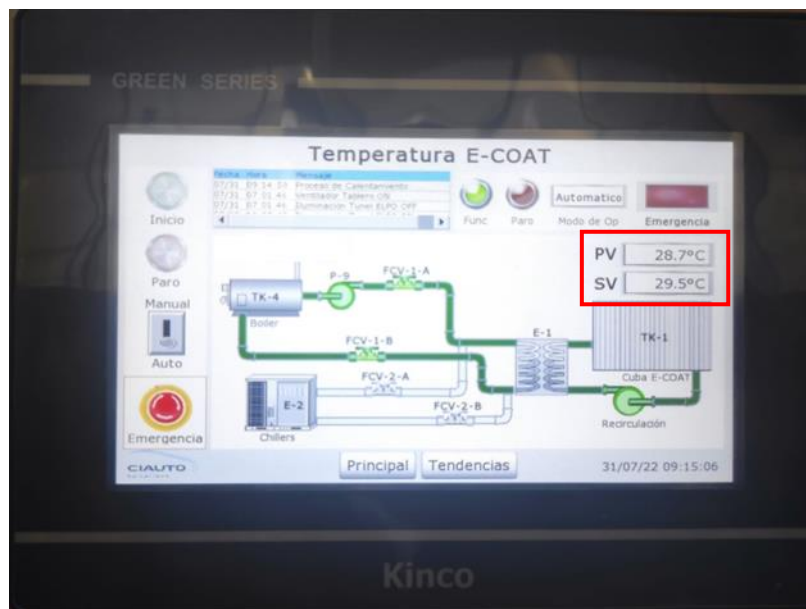 GREEN SERIES
Temperatura E-COAT
Fecha Hora Mensaje
07/31 09 14 Proceso de Calentamiento
07/31 07 01 46 Ventilador Tablero ON
07/31 07 01 46 Iluminacion Tunel ELPO OFF
Inicio
Func
Paro
Automatico
Modo de Op
Emergencia
PV 28.7°C
SV 29.5°C
Paro
Manual
Auto
Emergencia
TK-4
Boiler
P-9
FCV-1-A
FCV-1-B
FCV-2-A
FCV-2-B
E-2
Chillers
E-1
TK-1
Cuba E-COAT
Recirculación
CIAUTO
Principal
Tendencias
31/07/22 09:15:06
Kinco